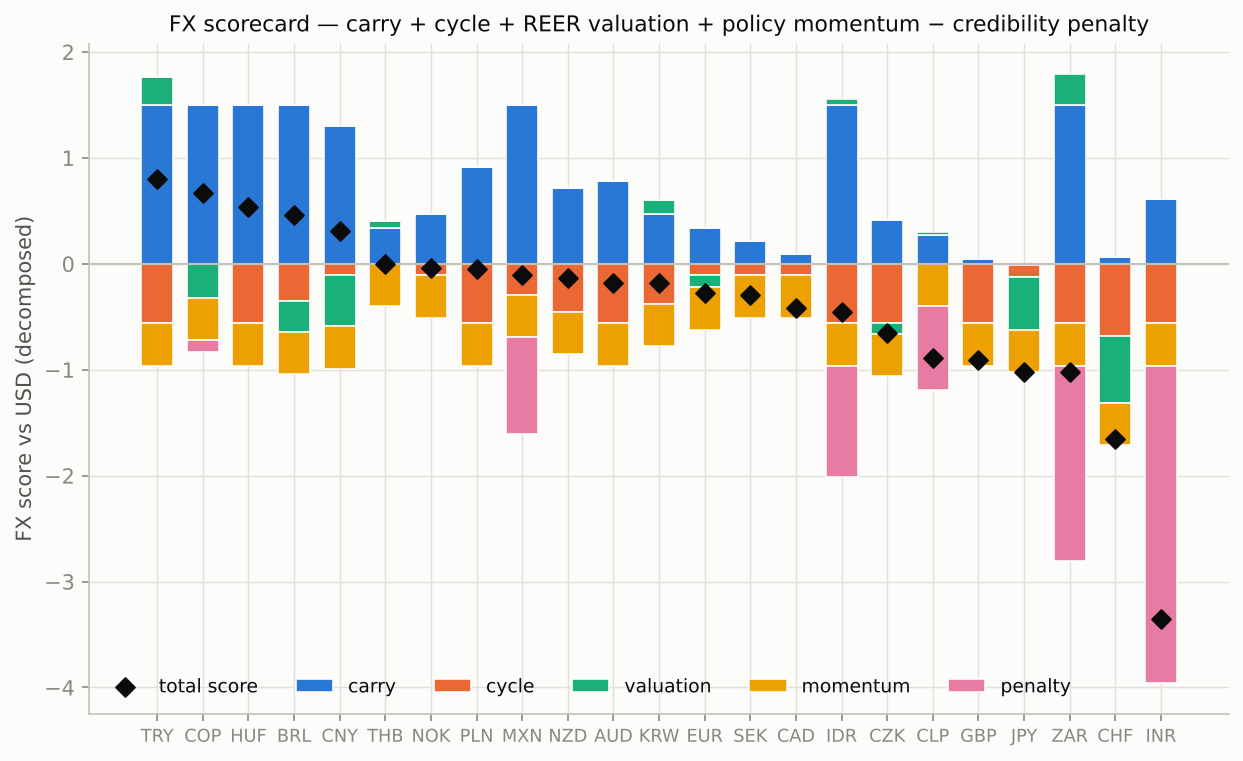 FX scorecard — carry + cycle + REER valuation + policy momentum − credibility penalty
FX score vs USD (decomposed)
2
1
0
−1
−2
−3
−4
total score carry cycle valuation momentum penalty
TRY COP HUF BRL CNY THB NOK PLN MXN NZD AUD KRW EUR SEK CAD IDR CZK CLP GBP JPY ZAR CHF INR